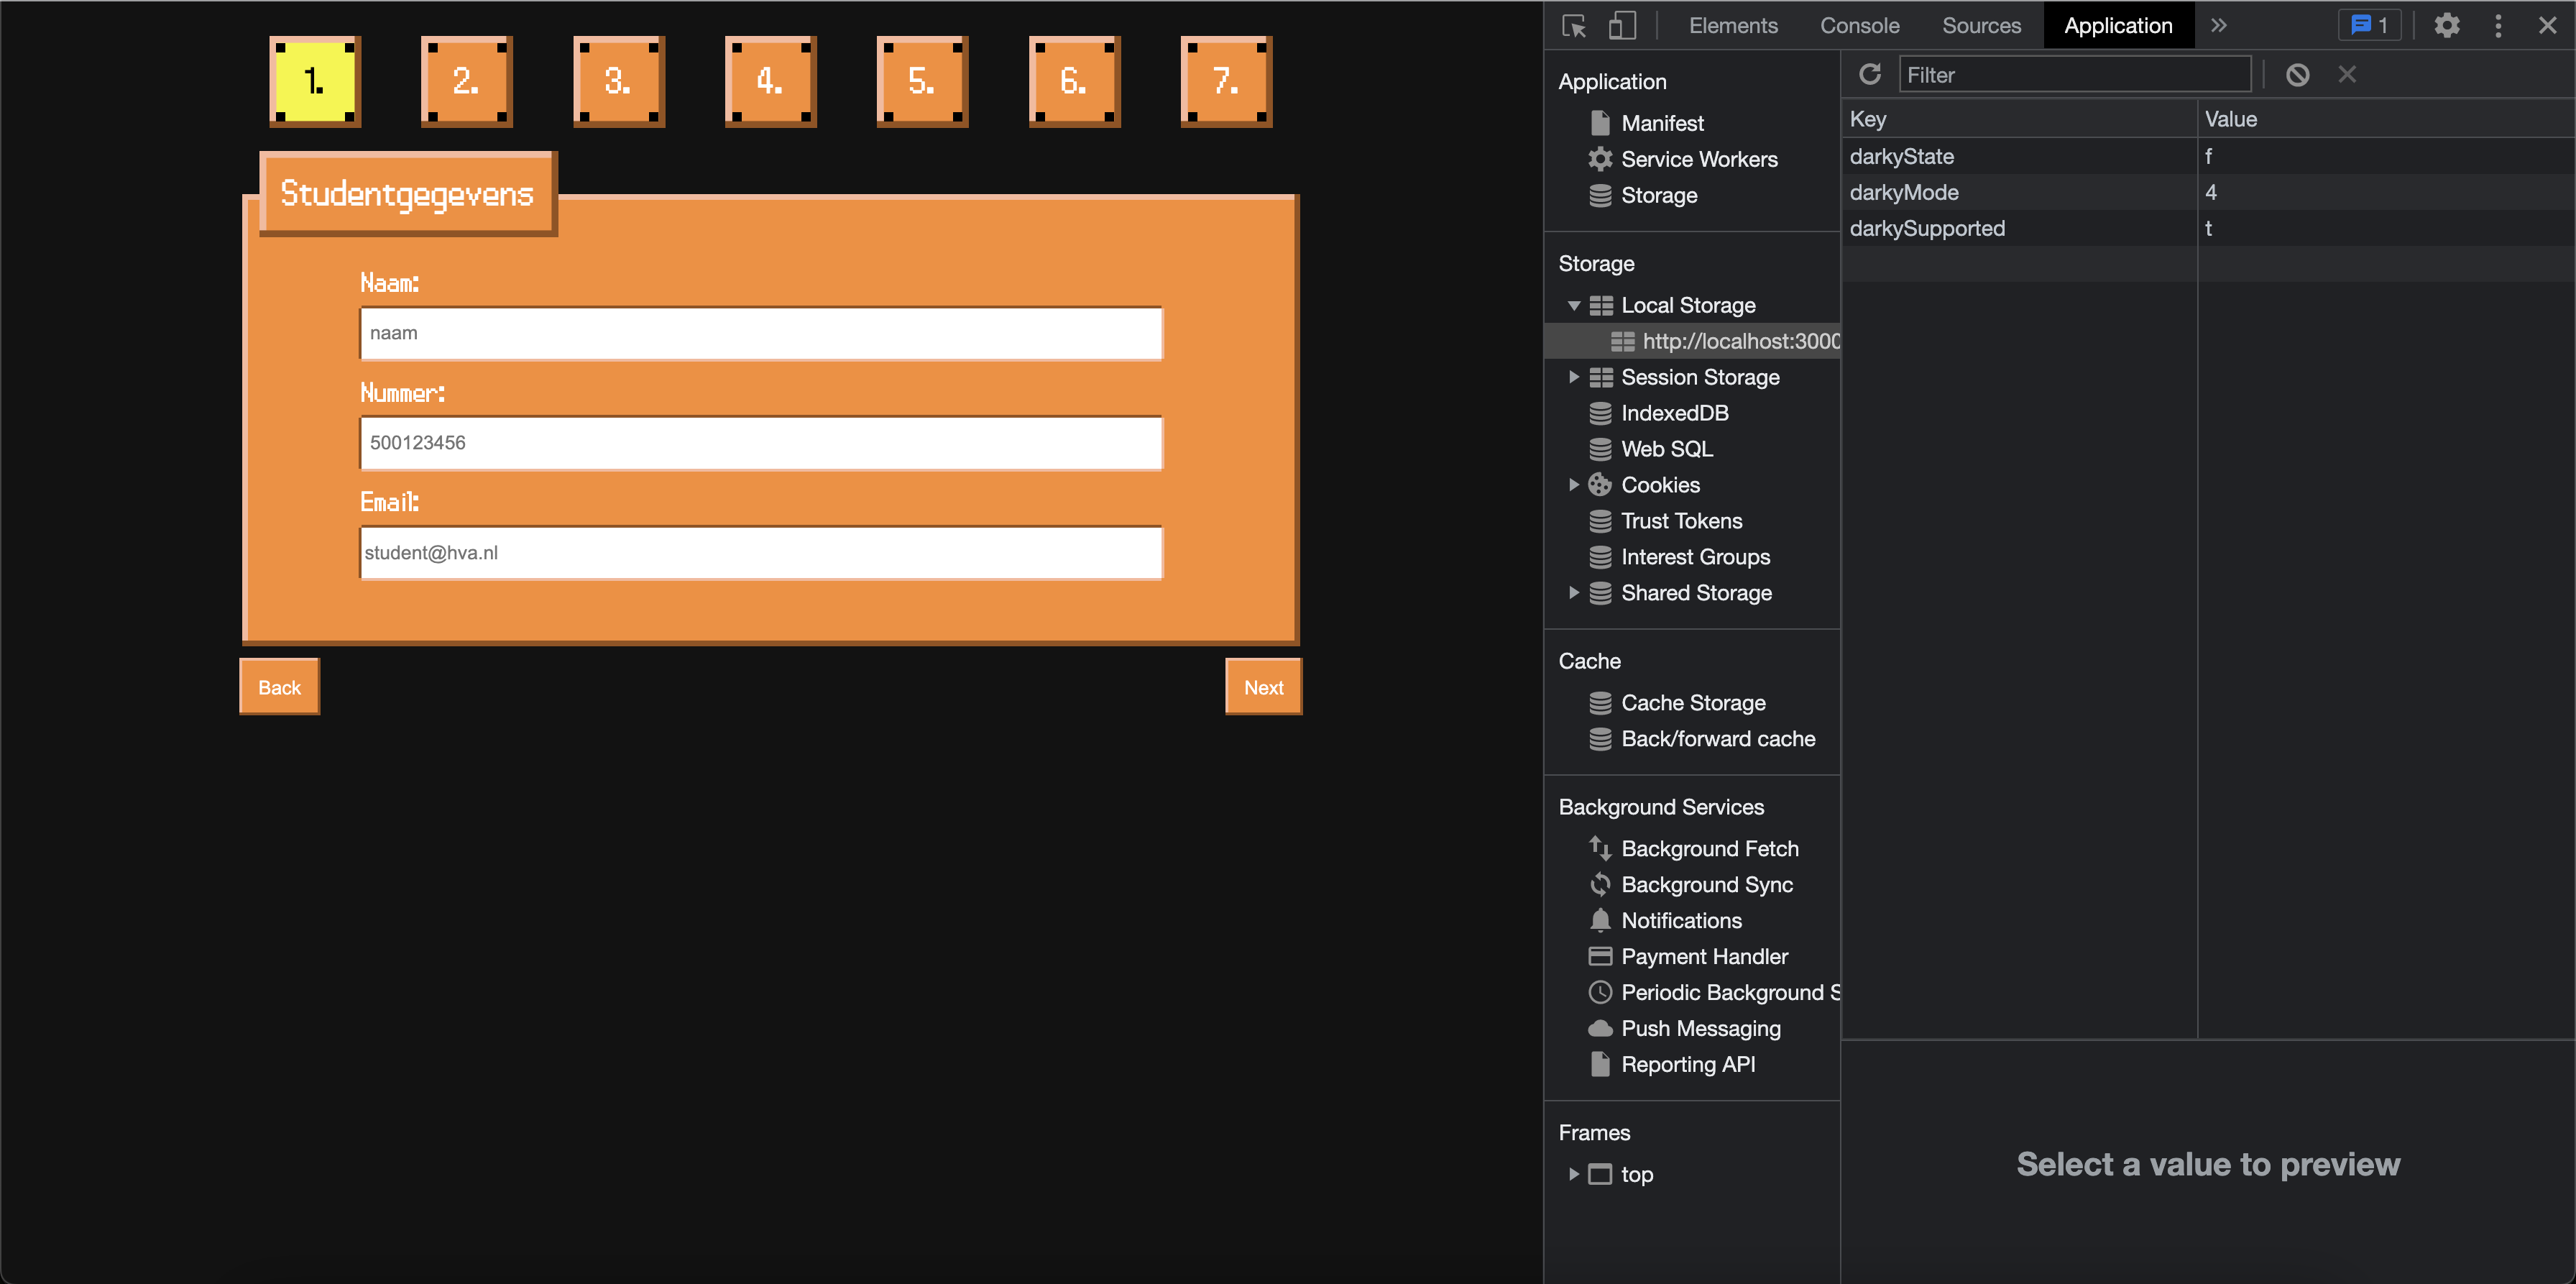 1.
2.
3.
4.
5.
6.
7.
Studentgegevens
Naam:
naam
Nummer:
500123456
Email:
student@hva.nl
Back
Next
Elements Console Sources Application 1
Application
Manifest
Service Workers
Storage
Storage
Local Storage
http://localhost:3000
Session Storage
IndexedDB
Web SQL
Cookies
Trust Tokens
Interest Groups
Shared Storage
Cache
Cache Storage
Back/forward cache
Background Services
Background Fetch
Background Sync
Notifications
Payment Handler
Periodic Background S
Push Messaging
Reporting API
Frames
top
Filter
Key Value
darkyState f
darkyMode 4
darkySupported t
Select a value to preview